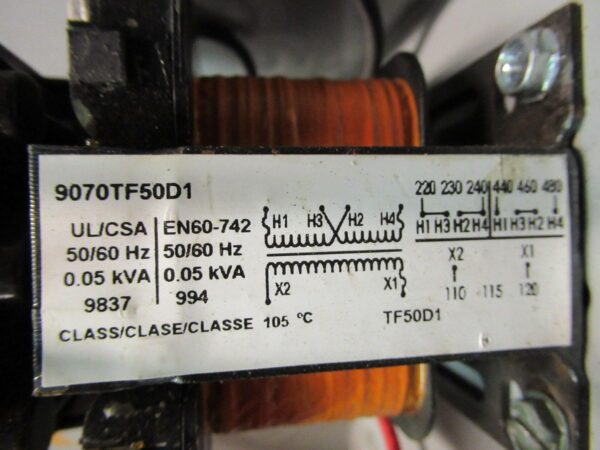 9070TF50D1
UL/CSA EN60-742
50/60 Hz 50/60 Hz
0.05 kVA 0.05 kVA
9837 994
CLASS/CLASE/CLASSE 105 °C
H1 H3 H2 H4
X2 X1
220 230 240 440 460 480
H1 H3 H2 H4 H1 H3 H2 H4
X2 X1
110 -115 120
TF50D1